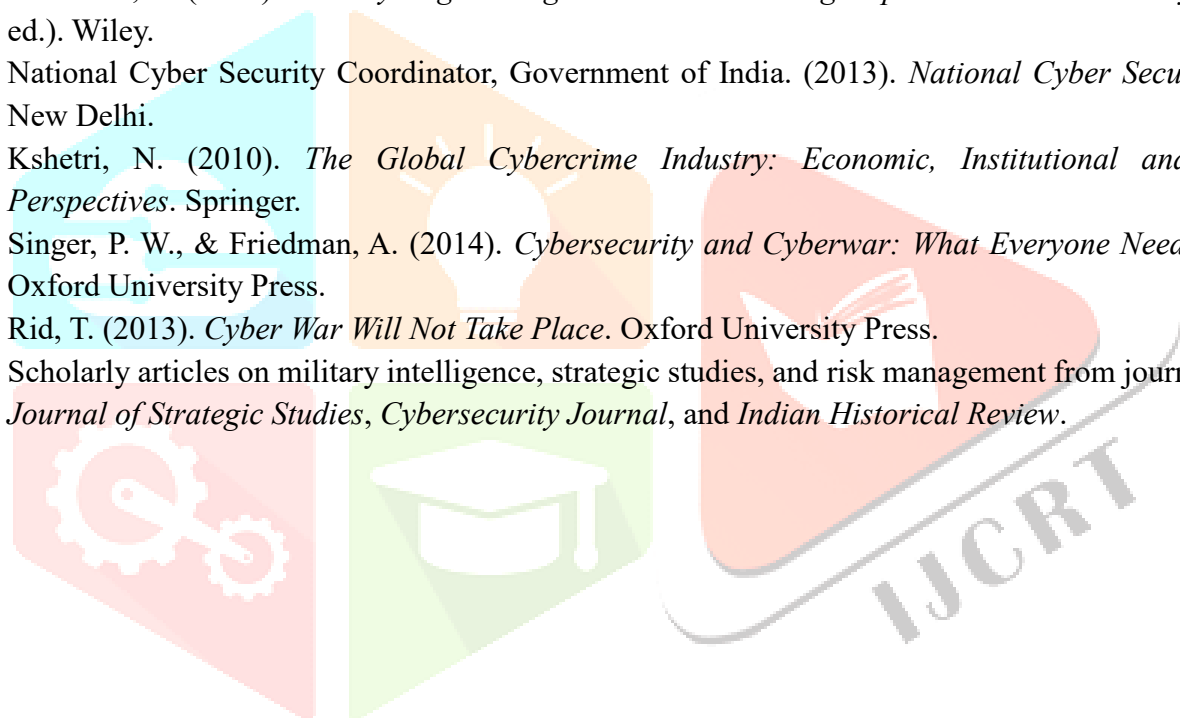 ed.). Wiley.
National Cyber Security Coordinator, Government of India. (2013). National Cyber Secu
New Delhi.
Kshetri, N. (2010). The Global Cybercrime Industry: Economic, Institutional and
Perspectives. Springer.
Singer, P. W., & Friedman, A. (2014). Cybersecurity and Cyberwar: What Everyone Need
Oxford University Press.
Rid, T. (2013). Cyber War Will Not Take Place. Oxford University Press.
Scholarly articles on military intelligence, strategic studies, and risk management from journ
Journal of Strategic Studies, Cybersecurity Journal, and Indian Historical Review.
IJCRT